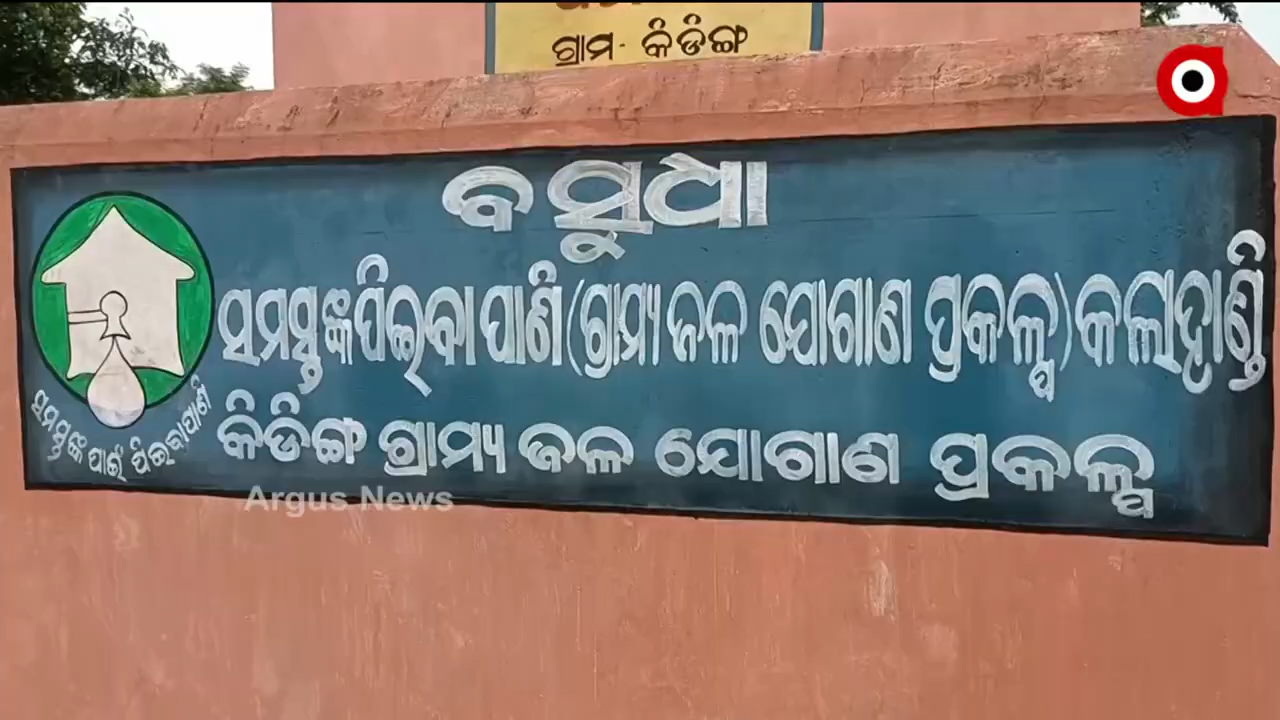 ଗ୍ରାମ- କିଡିଙ୍ଗ
ବସୁଧା
ସମସ୍ତଙ୍କ ପିଇବା ପାଣି (ଗ୍ରାମ୍ୟ ଜଳ ଯୋଗାଣ ପ୍ରକଳ୍ପ) କଳାହାଣ୍ଡି
କିଡିଙ୍ଗ ଗ୍ରାମ୍ୟ ଜଳ ଯୋଗାଣ ପ୍ରକଳ୍ପ
ସମସ୍ତଙ୍କ ପାଇଁ ପିଇବା ପାଣି
Argus News